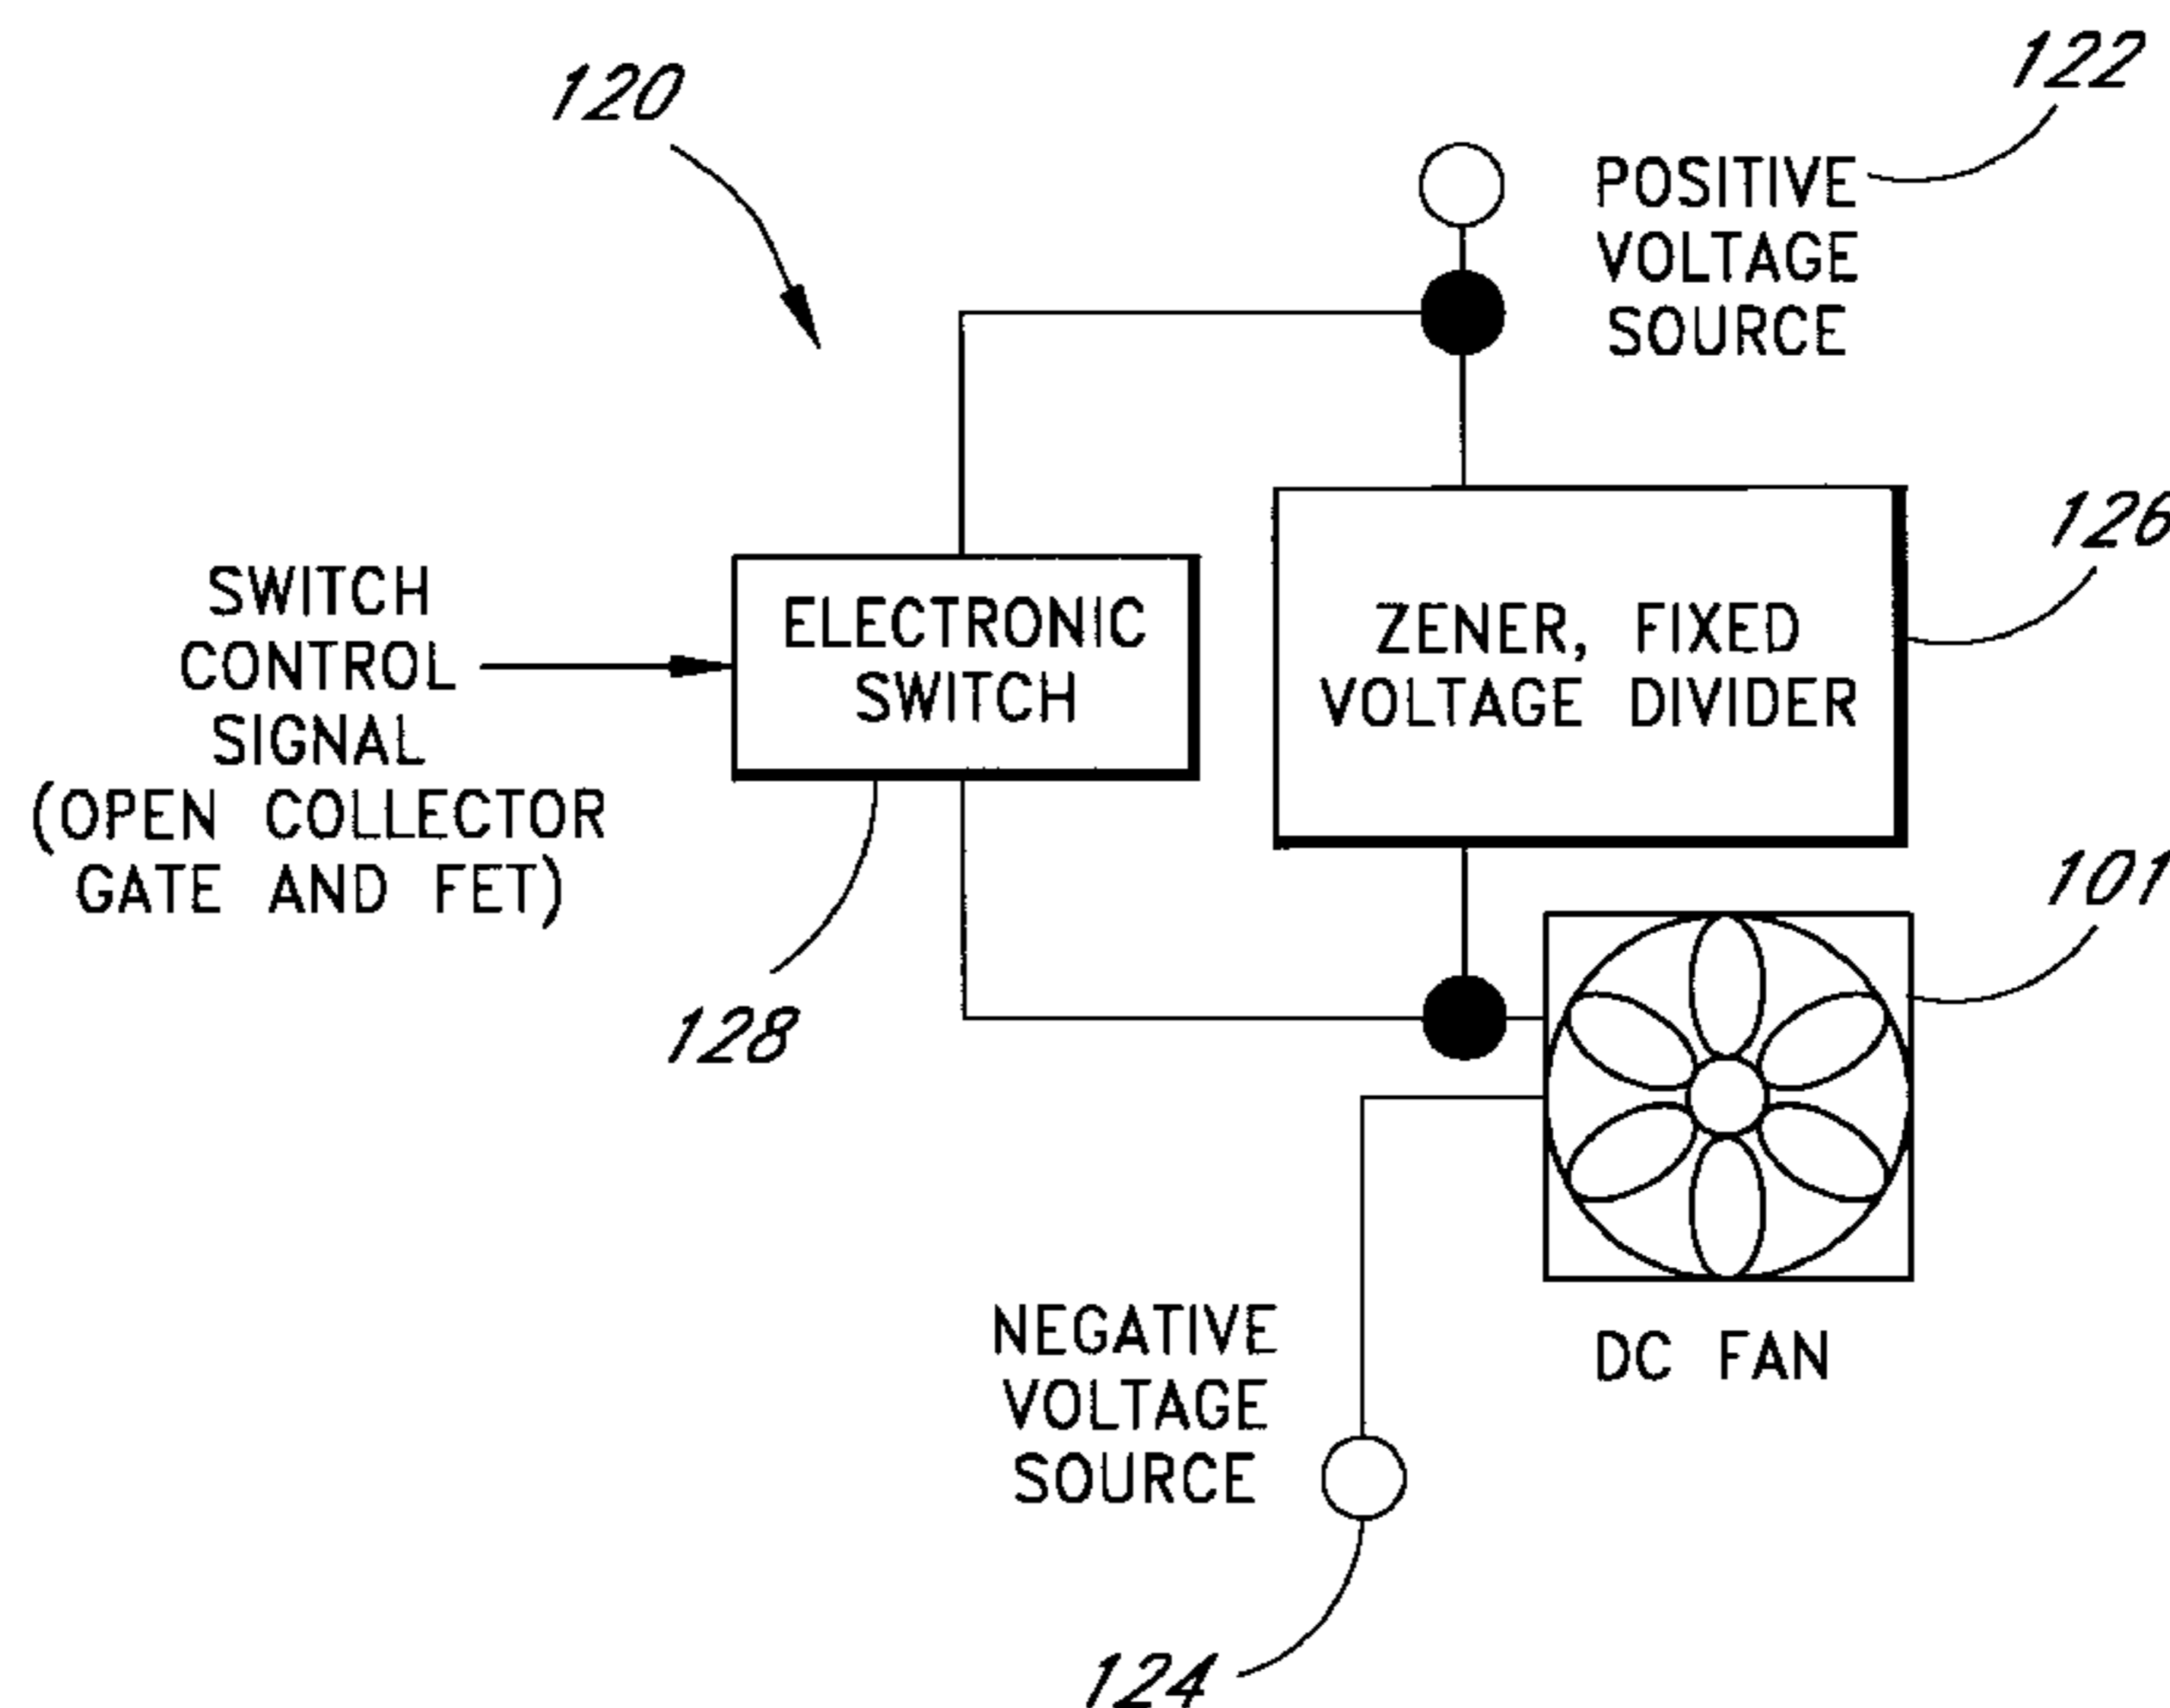 120
122
POSITIVE
VOLTAGE
SOURCE
126
SWITCH
CONTROL
SIGNAL
(OPEN COLLECTOR
GATE AND FET)
ELECTRONIC
SWITCH
ZENER, FIXED
VOLTAGE DIVIDER
101
128
NEGATIVE
VOLTAGE
SOURCE
DC FAN
124